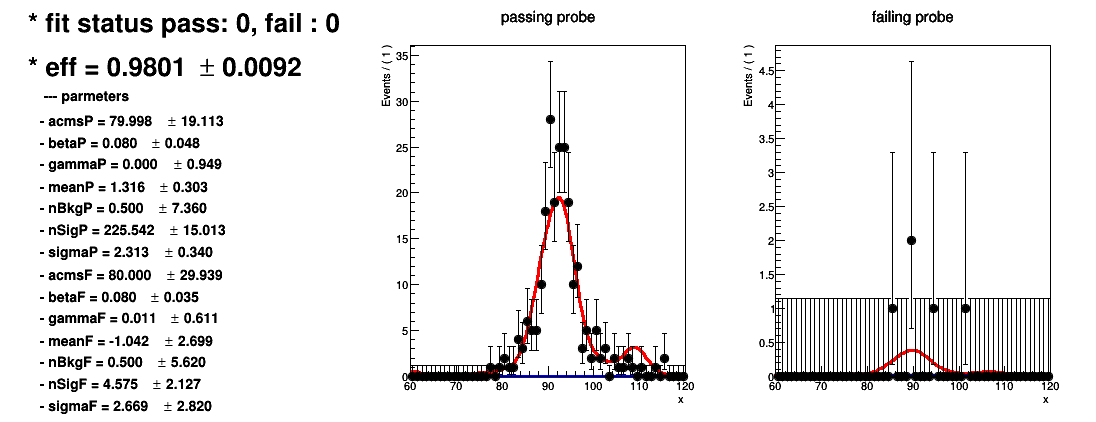 * fit status pass: 0, fail : 0
* eff = 0.9801 ± 0.0092
--- parmeters
- acmsP = 79.998 ± 19.113
- betaP = 0.080 ± 0.048
- gammaP = 0.000 ± 0.949
- meanP = 1.316 ± 0.303
- nBkgP = 0.500 ± 7.360
- nSigP = 225.542 ± 15.013
- sigmaP = 2.313 ± 0.340
- acmsF = 80.000 ± 29.939
- betaF = 0.080 ± 0.035
- gammaF = 0.011 ± 0.611
- meanF = -1.042 ± 2.699
- nBkgF = 0.500 ± 5.620
- nSigF = 4.575 ± 2.127
- sigmaF = 2.669 ± 2.820
passing probe
Events / ( 1 )
35
30
25
20
15
10
5
0
60 70 80 90 100 110 120
x
failing probe
Events / ( 1 )
4.5
4
3.5
3
2.5
2
1.5
1
0.5
0
60 70 80 90 100 110 120
x